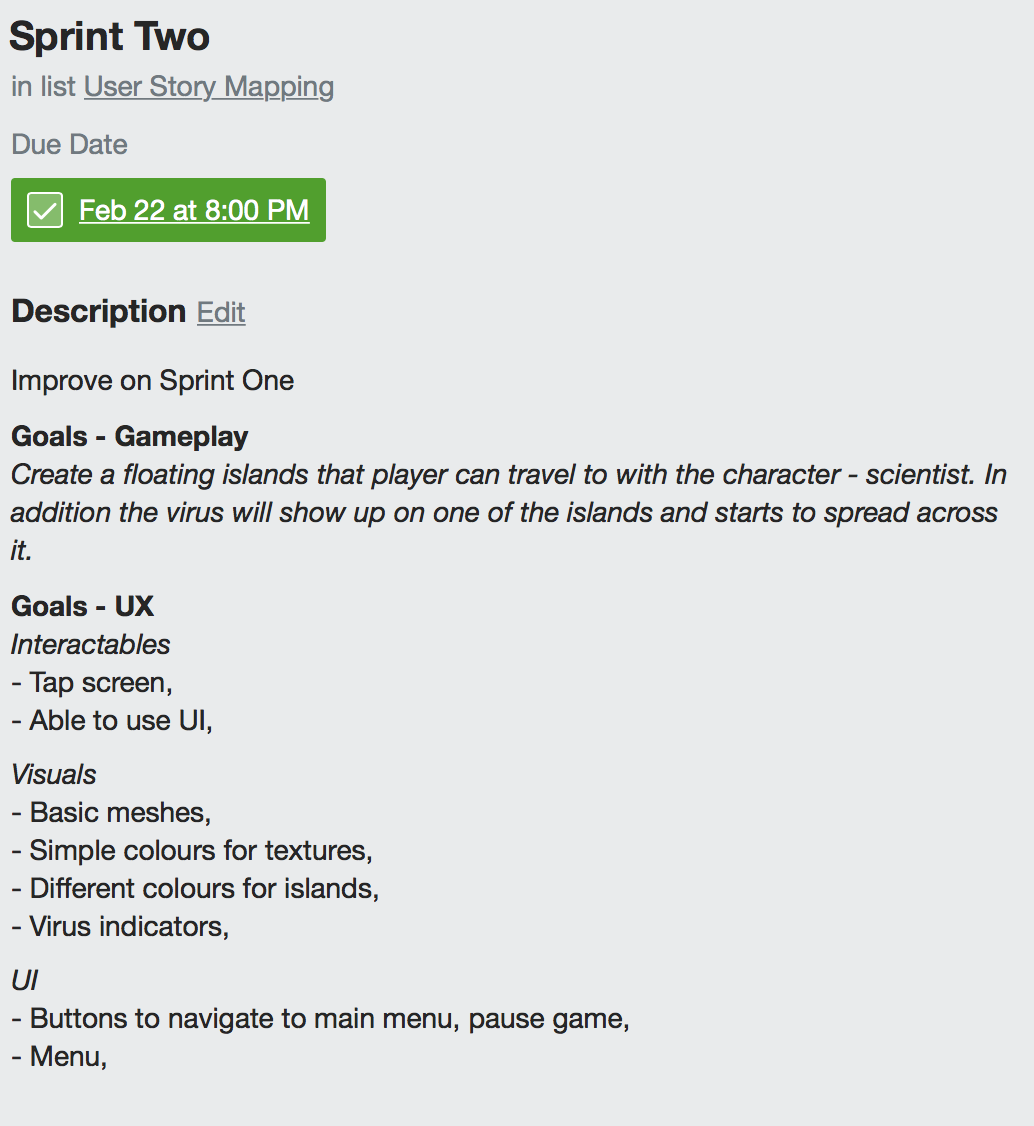 Sprint Two
in list User Story Mapping
Due Date
Feb 22 at 8:00 PM
Description Edit
Improve on Sprint One
Goals - Gameplay
Create a floating islands that player can travel to with the character - scientist. In
addition the virus will show up on one of the islands and starts to spread across
it.
Goals - UX
Interactables
- Tap screen,
- Able to use UI,
Visuals
- Basic meshes,
- Simple colours for textures,
- Different colours for islands,
- Virus indicators,
UI
- Buttons to navigate to main menu, pause game,
- Menu,